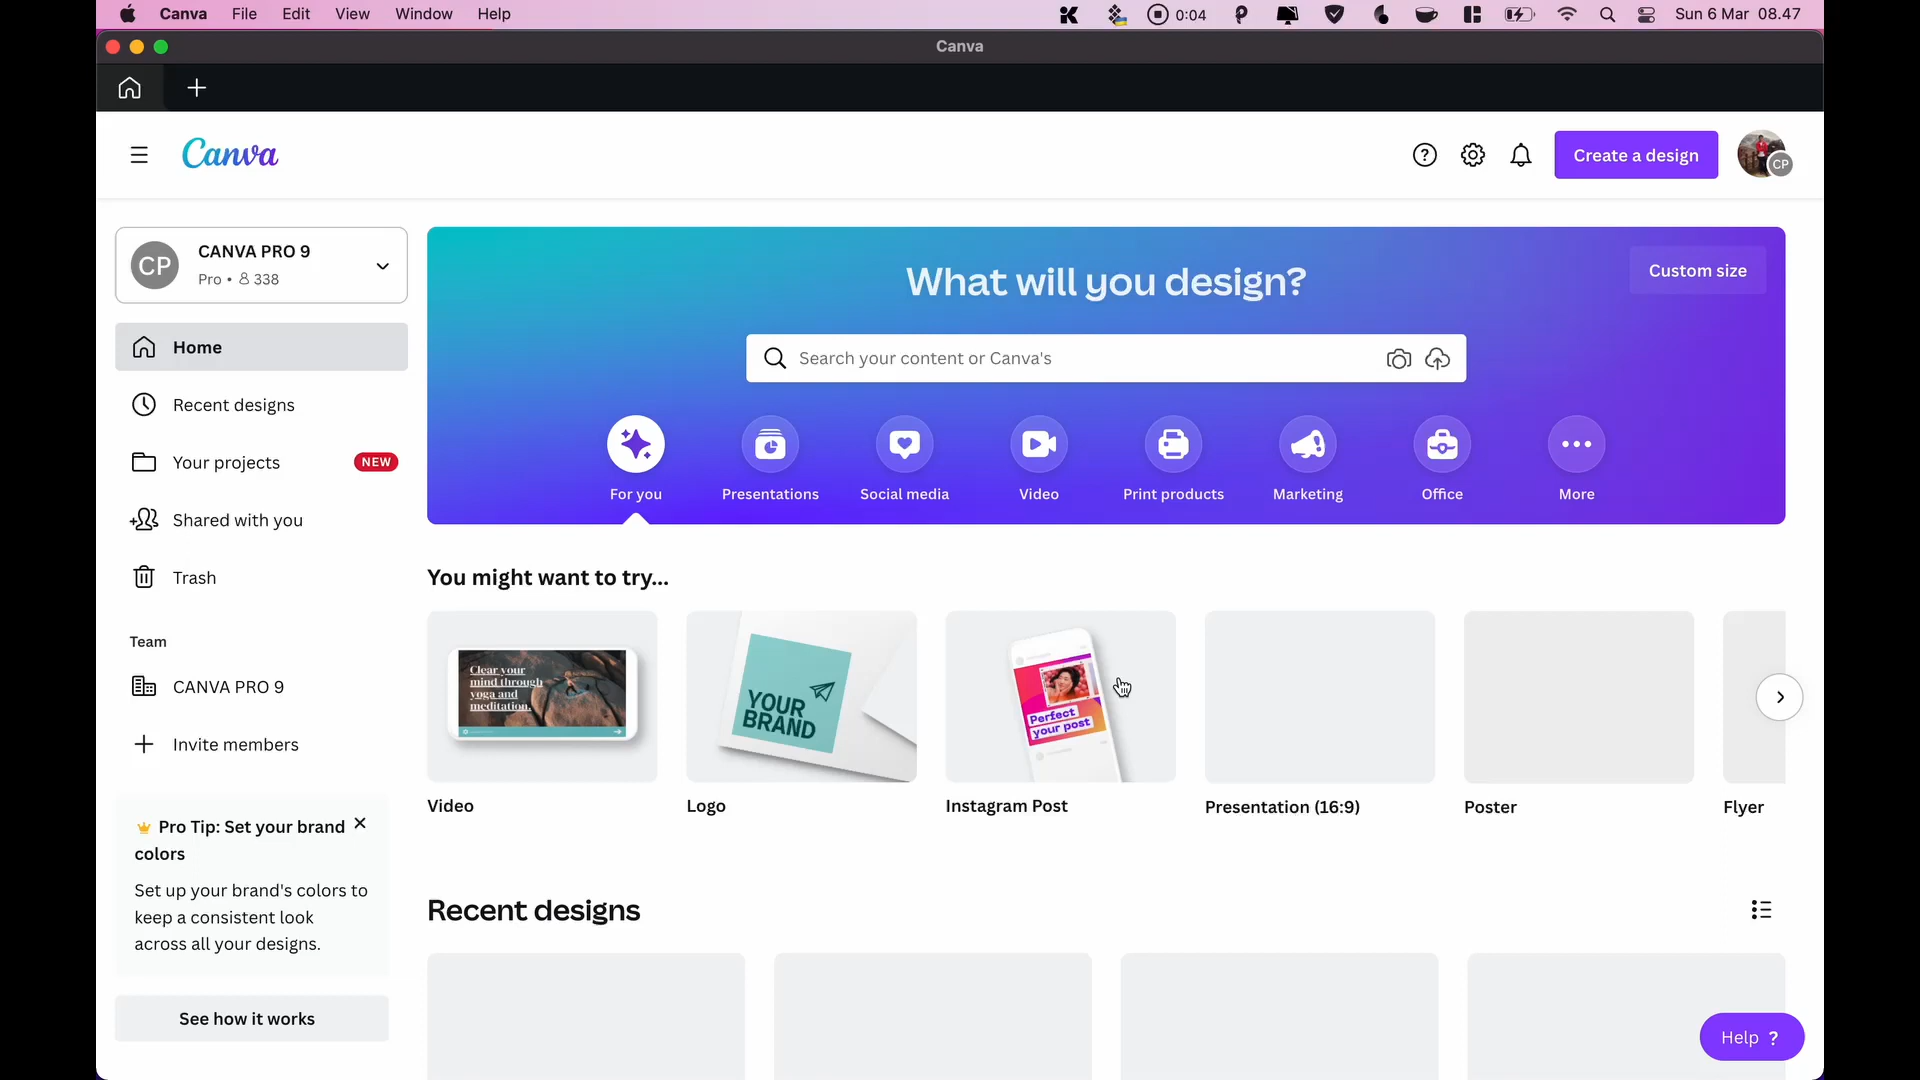 Canva File Edit View Window Help 0:04 Sun 6 Mar 08.47
Canva
Canva
Create a design
CP
CP
CANVA PRO 9
Pro • 338
Home
Recent designs
Your projects NEW
Shared with you
Trash
Team
CANVA PRO 9
Invite members
Pro Tip: Set your brand
colors
Set up your brand's colors to
keep a consistent look
across all your designs.
See how it works
What will you design?
Custom size
Search your content or Canva's
For you Presentations Social media Video Print products Marketing Office More
You might want to try...
Clear your
mind through
yoga and
meditation.
YOUR
BRAND
Perfect
your post
Video Logo Instagram Post Presentation (16:9) Poster Flyer
Recent designs
Help ?